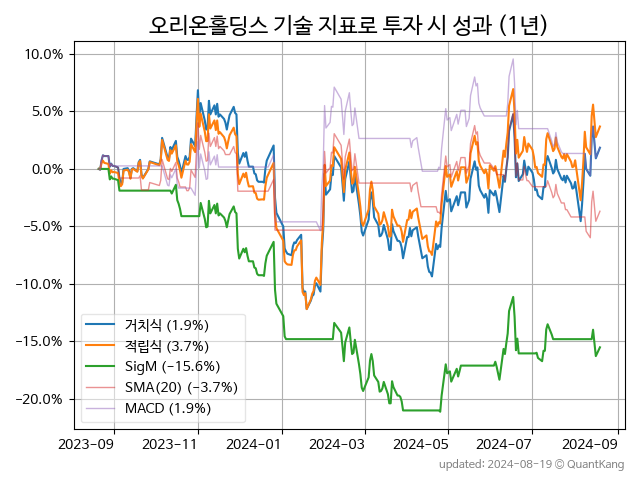 오리온홀딩스 기술 지표로 투자 시 성과 (1년)
10.0%
5.0%
0.0%
−5.0%
−10.0%
−15.0%
−20.0%
거치식 (1.9%)
적립식 (3.7%)
SigM (−15.6%)
SMA(20) (−3.7%)
MACD (1.9%)
2023-09 2023-11 2024-01 2024-03 2024-05 2024-07 2024-09
updated: 2024-08-19 © QuantKang